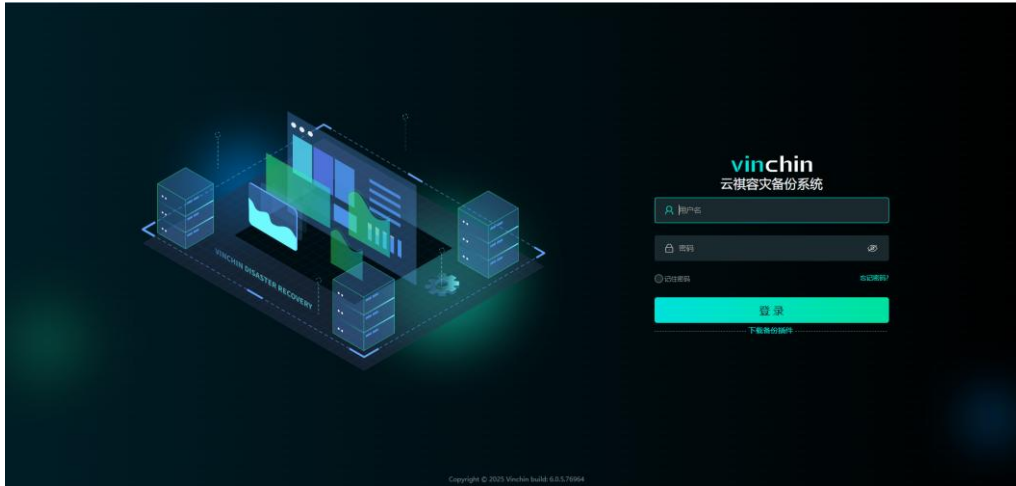 VINCHIN DISASTER RECOVERY
vinchin
云祺容灾备份系统
用户名
密码
记住密码
忘记密码?
登 录
下载备份插件
Copyright © 2025 Vinchin build: 6.0.5.76964